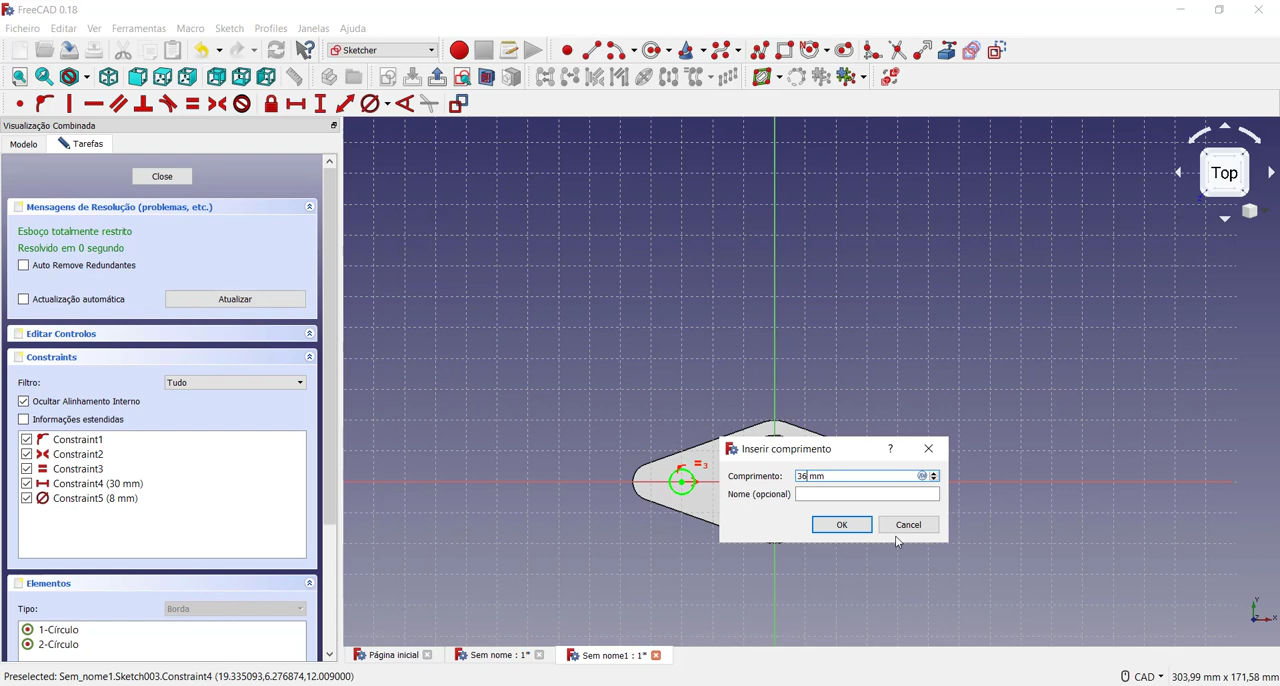 FreeCAD 0.18
Ficheiro Editar Ver Ferramentas Macro Sketch Profiles Janelas Ajuda
Sketcher
Visualização Combinada
Modelo Tarefas
Close
Mensagens de Resolução (problemas, etc.)
Esboço totalmente restrito
Resolvido em 0 segundo
Auto Remove Redundantes
Actualização automática Atualizar
Editar Controlos
Constraints
Filtro: Tudo
Ocultar Alinhamento Interno
Informações estendidas
Constraint1
Constraint2
Constraint3
Constraint4 (30 mm)
Constraint5 (8 mm)
Elementos
Tipo: Borda
1-Círculo
2-Círculo
Top
3
Inserir comprimento ?
Comprimento: 36 mm
Nome (opcional)
OK Cancel
Y
Z X
Página inicial Sem nome : 1* Sem nome1 : 1*
Preselected: Sem_nome1.Sketch003.Constraint4 (19.335093,6.276874,12.009000) CAD 303,99 mm x 171,58 mm